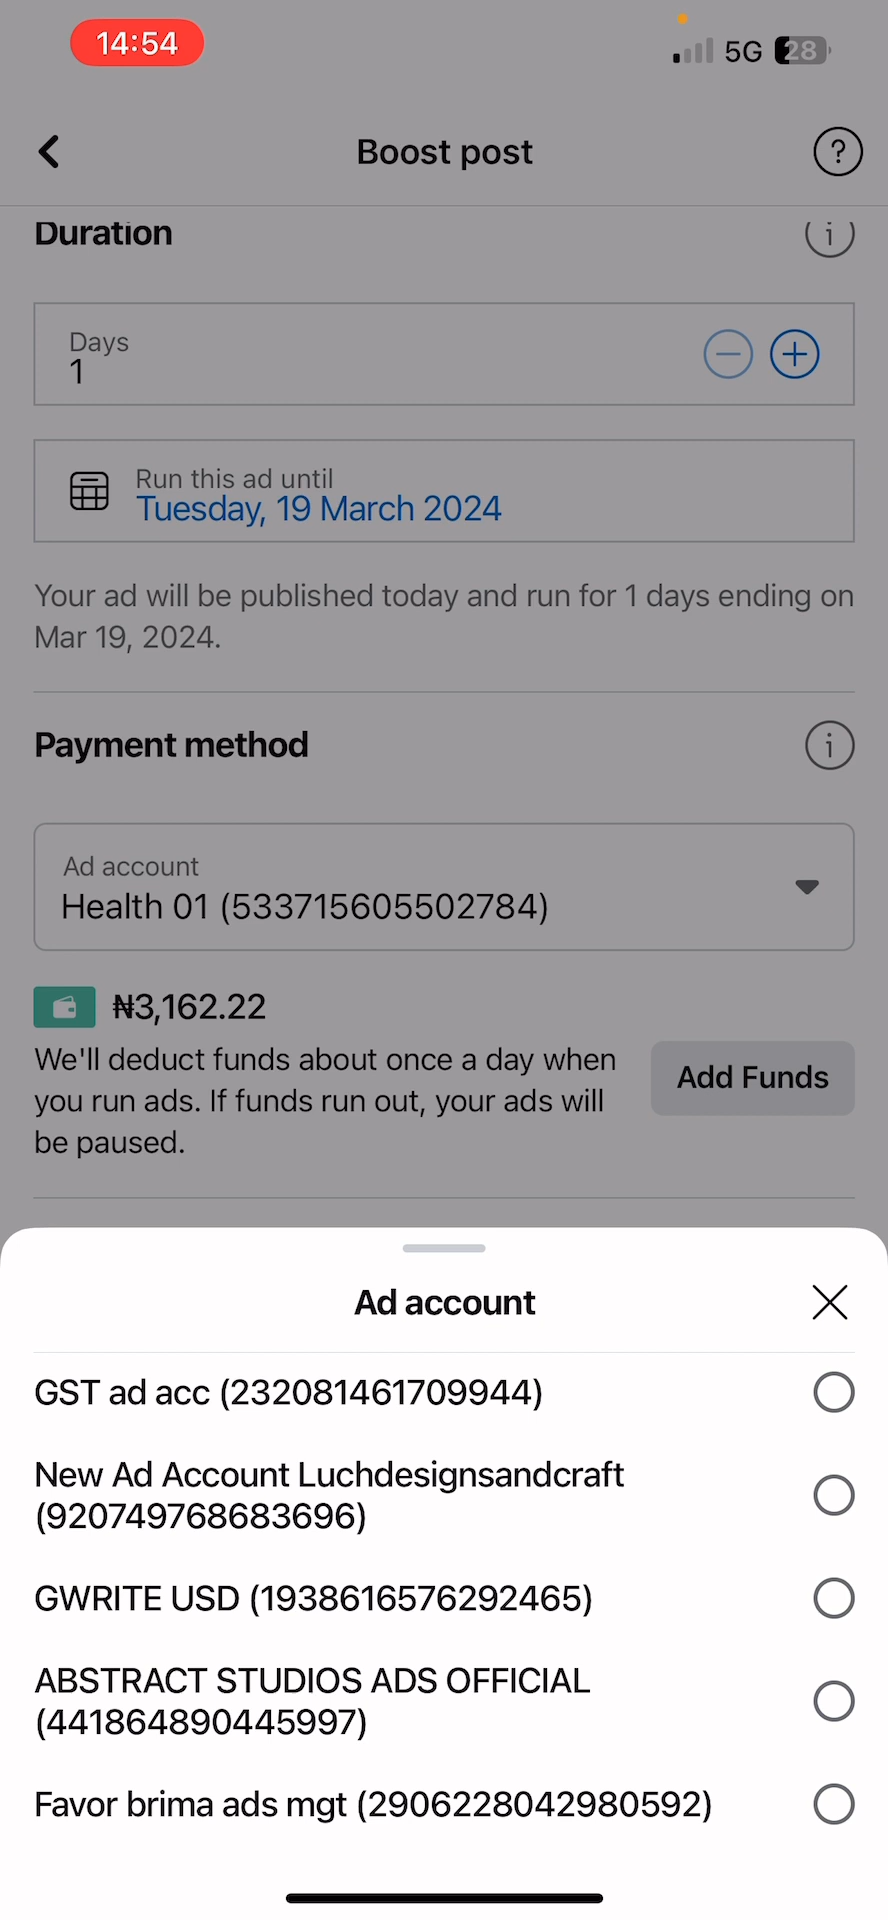 14:54
5G 28
Boost post
?
Duration
i
Days
1
Run this ad until
Tuesday, 19 March 2024
Your ad will be published today and run for 1 days ending on
Mar 19, 2024.
Payment method
i
Ad account
Health 01 (533715605502784)
₦3,162.22
We'll deduct funds about once a day when
you run ads. If funds run out, your ads will
be paused.
Add Funds
Ad account
GST ad acc (232081461709944)
New Ad Account Luchdesignsandcraft
(920749768683696)
GWRITE USD (1938616576292465)
ABSTRACT STUDIOS ADS OFFICIAL
(441864890445997)
Favor brima ads mgt (2906228042980592)